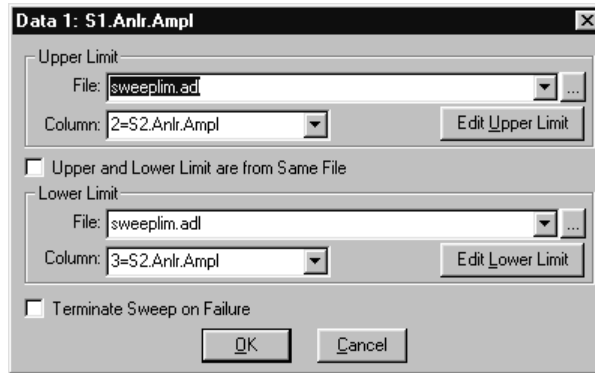 Data 1: S1.Anlr.Ampl
Upper Limit
File: sweeplim.adl ...
Column: 2=S2.Anlr.Ampl Edit Upper Limit
Upper and Lower Limit are from Same File
Lower Limit
File: sweeplim.adl ...
Column: 3=S2.Anlr.Ampl Edit Lower Limit
Terminate Sweep on Failure
OK Cancel